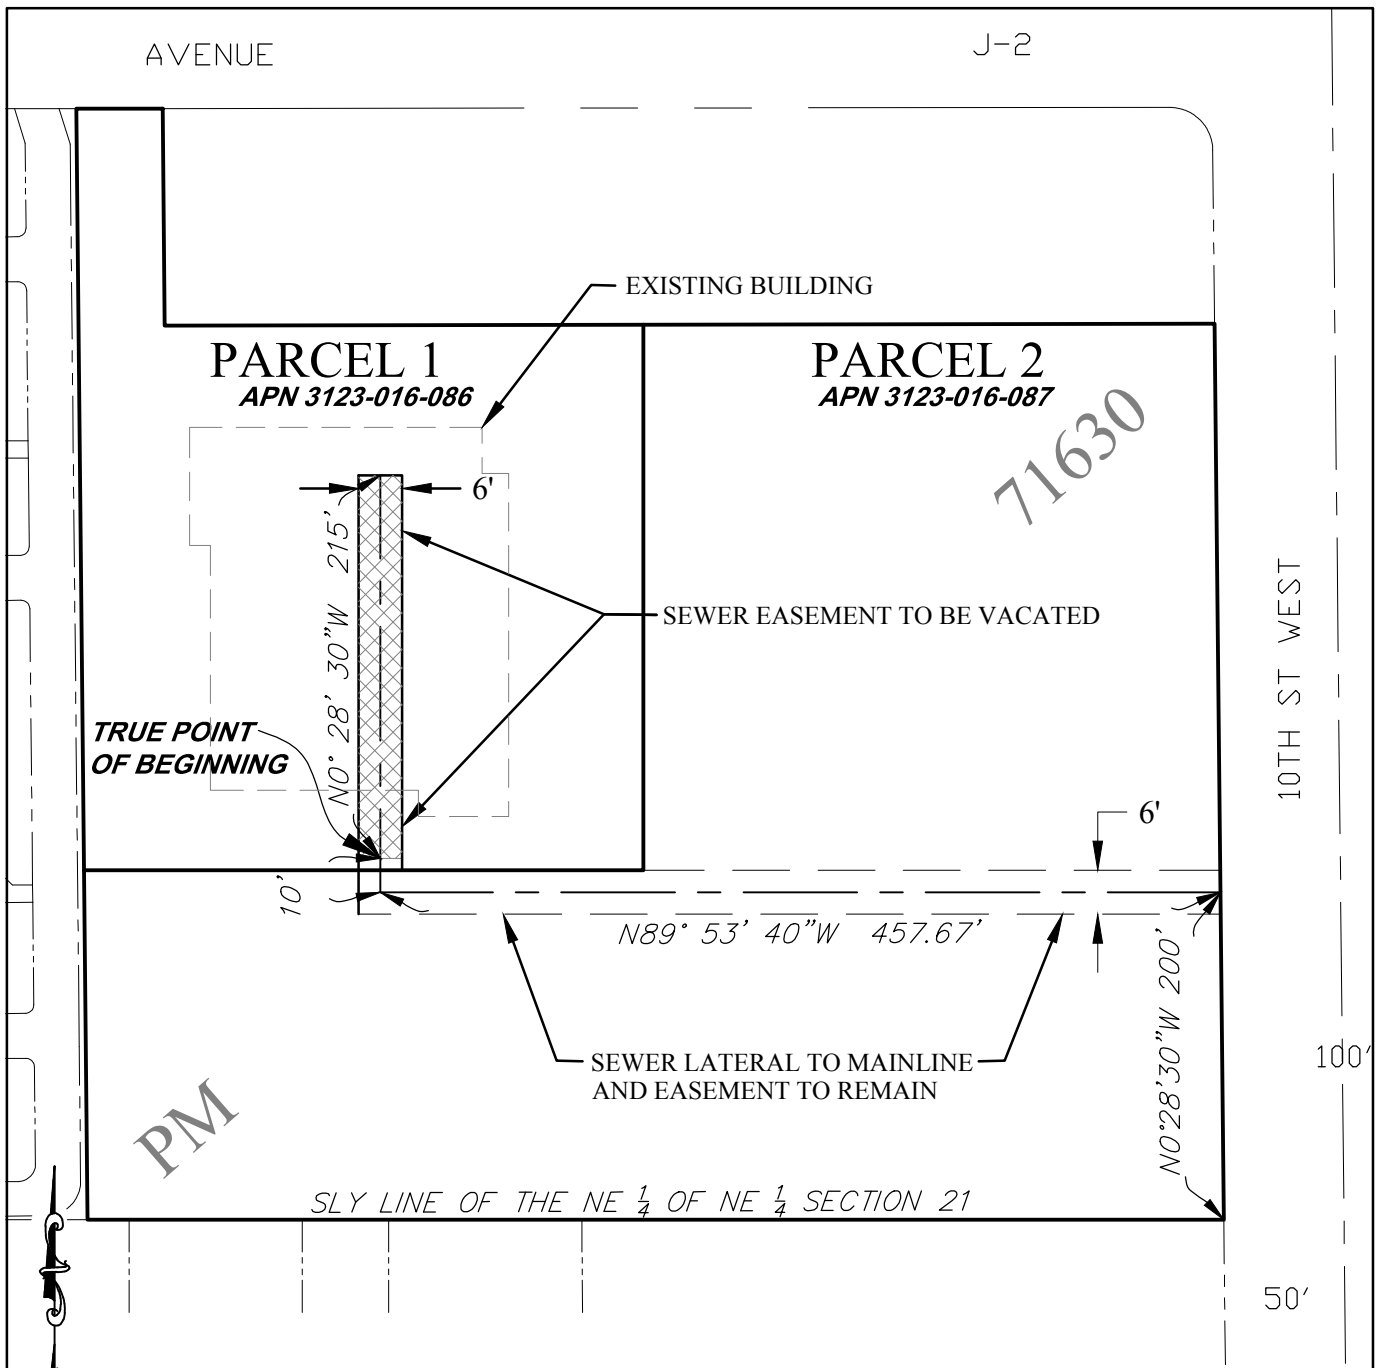 AVENUE
J-2
EXISTING BUILDING
PARCEL 1
APN 3123-016-086
PARCEL 2
APN 3123-016-087
71630
6'
N0° 28' 30"W 215'
SEWER EASEMENT TO BE VACATED
10TH ST WEST
TRUE POINT
OF BEGINNING
6'
10'
N89° 53' 40"W 457.67'
N0°28'30"W 200'
SEWER LATERAL TO MAINLINE
AND EASEMENT TO REMAIN
100'
PM
SLY LINE OF THE NE 1/4 OF NE 1/4 SECTION 21
50'